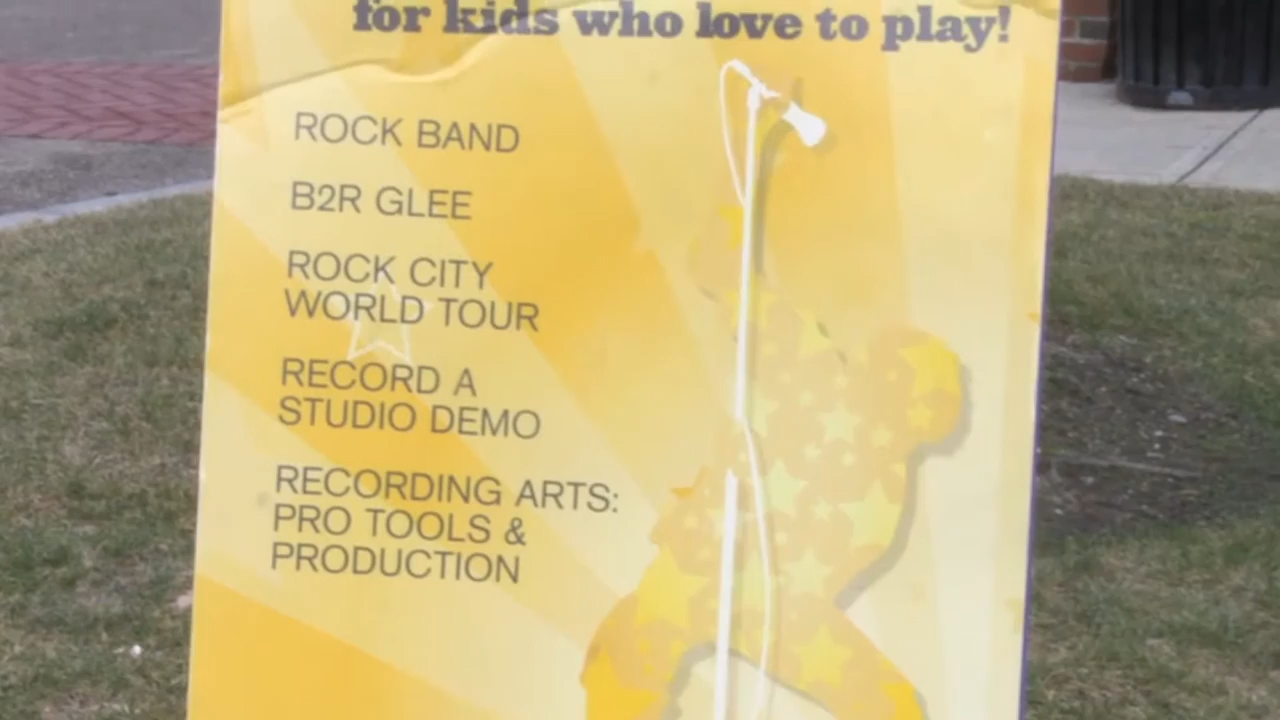 for kids who love to play!
ROCK BAND
B2R GLEE
ROCK CITY
WORLD TOUR
RECORD A
STUDIO DEMO
RECORDING ARTS:
PRO TOOLS &
PRODUCTION